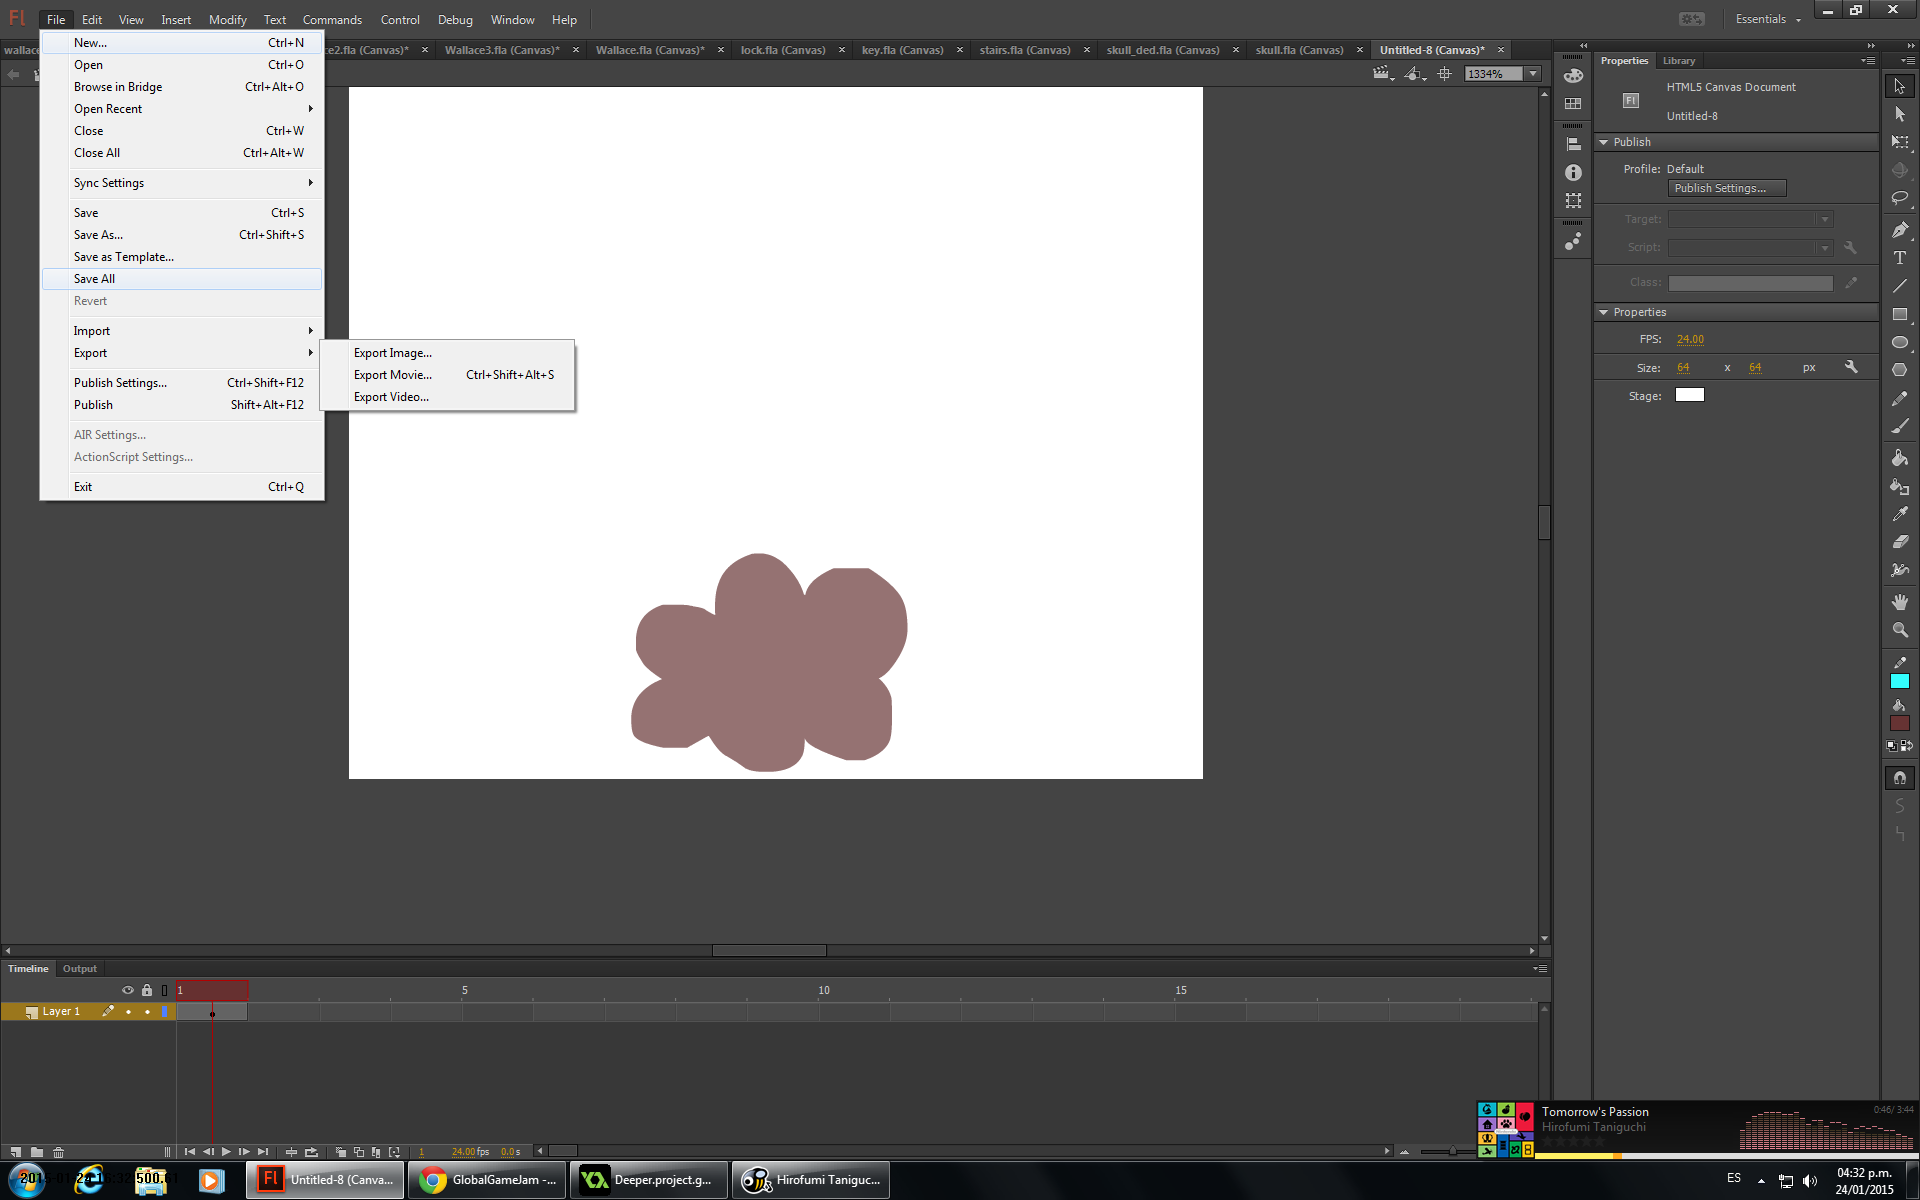 Fl File Edit View Insert Modify Text Commands Control Debug Window Help Essentials
wallace ce2.fla (Canvas)* × Wallace3.fla (Canvas)* × Wallace.fla (Canvas)* × lock.fla (Canvas) × key.fla (Canvas) × stairs.fla (Canvas) × skull_ded.fla (Canvas) × skull.fla (Canvas) × Untitled-8 (Canvas)* ×
1334%
New... Ctrl+N
Open Ctrl+O
Browse in Bridge Ctrl+Alt+O
Open Recent
Close Ctrl+W
Close All Ctrl+Alt+W
Sync Settings
Save Ctrl+S
Save As... Ctrl+Shift+S
Save as Template...
Save All
Revert
Import
Export
Publish Settings... Ctrl+Shift+F12
Publish Shift+Alt+F12
AIR Settings...
ActionScript Settings...
Exit Ctrl+Q
Export Image...
Export Movie... Ctrl+Shift+Alt+S
Export Video...
Properties Library
Fl
HTML5 Canvas Document
Untitled-8
Publish
Profile: Default
Publish Settings...
Target:
Script:
Class:
Properties
FPS: 24.00
Size: 64 x 64 px
Stage:
Timeline Output
1 5 10 15
Layer 1
1 24.00 fps 0.0 s
Tomorrow's Passion 0:46/ 3:44
Hirofumi Taniguchi
Fl Untitled-8 (Canva...
GlobalGameJam -...
Deeper.project.g...
Hirofumi Taniguc...
ES
04:32 p.m.
24/01/2015